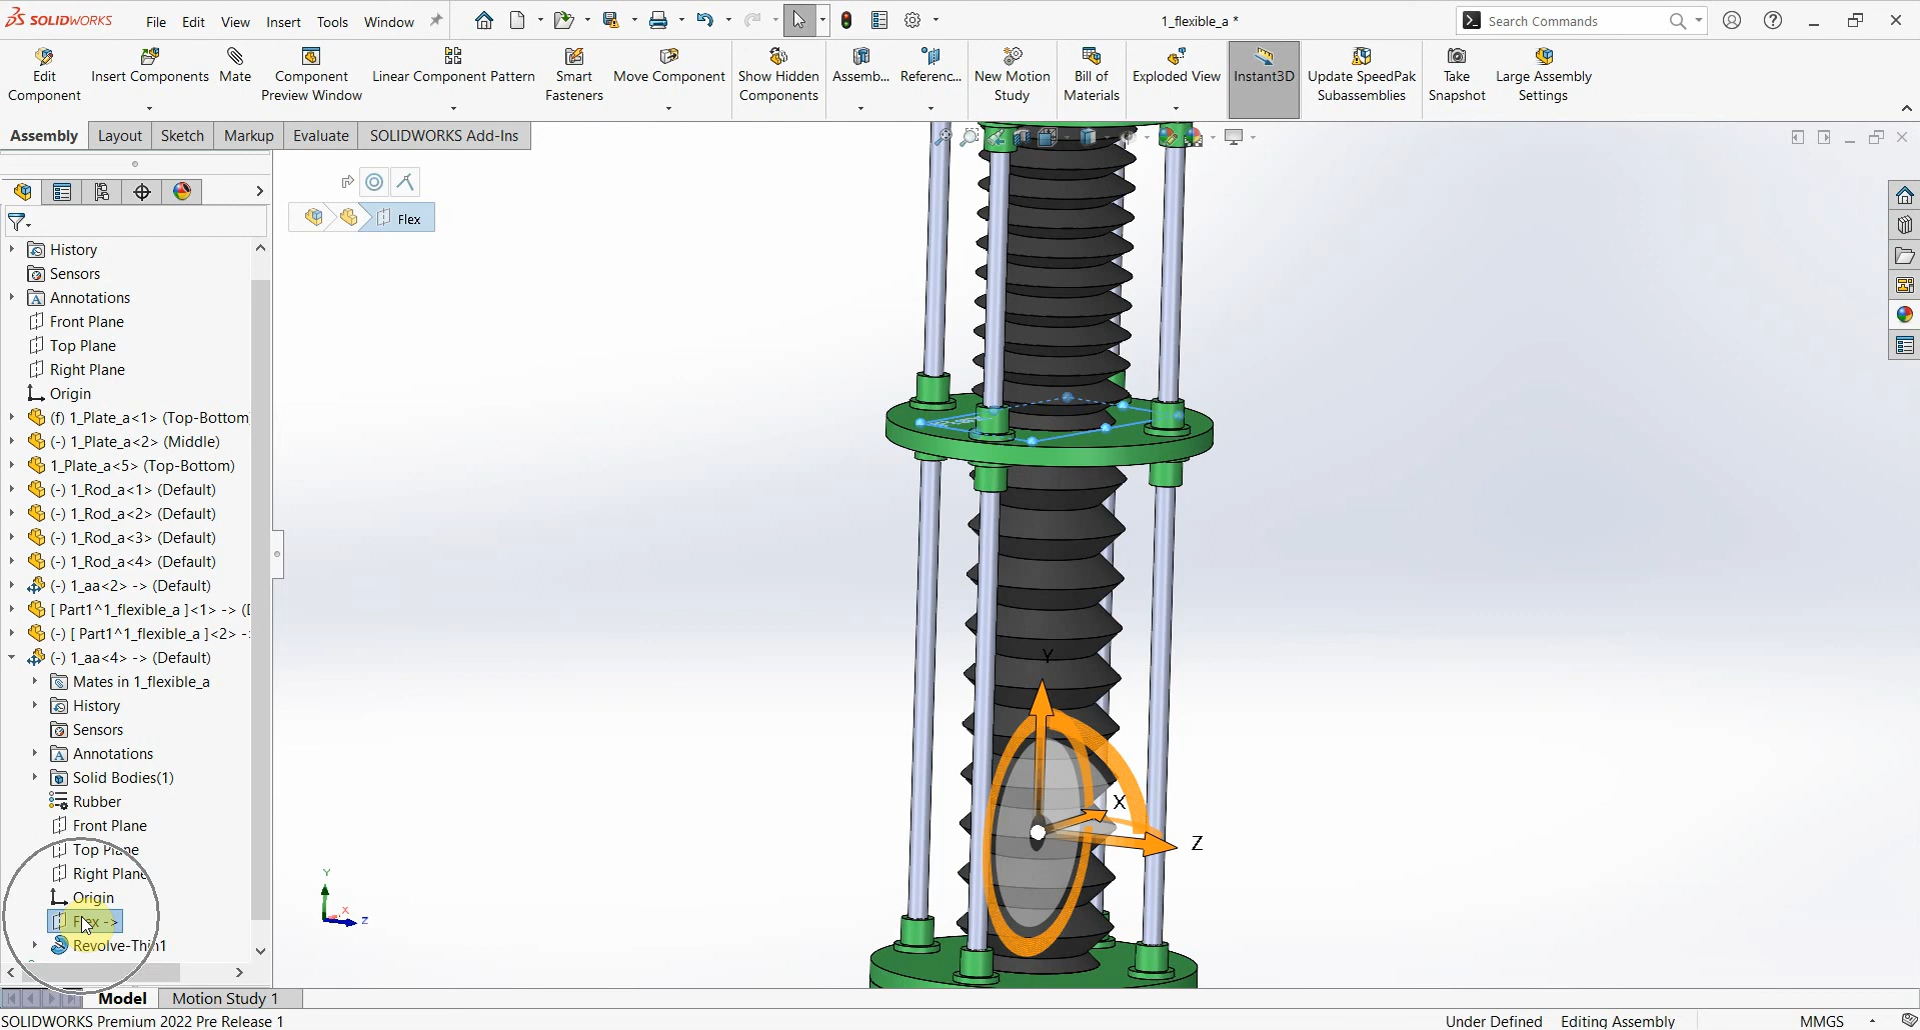 SOLIDWORKS File Edit View Insert Tools Window 1_flexible_a * Search Commands
Edit Component
Insert Components
Mate
Component Preview Window
Linear Component Pattern
Smart Fasteners
Move Component
Show Hidden Components
Assemb...
Referenc...
New Motion Study
Bill of Materials
Exploded View
Instant3D
Update SpeedPak Subassemblies
Take Snapshot
Large Assembly Settings
Assembly Layout Sketch Markup Evaluate SOLIDWORKS Add-Ins
Flex
History
Sensors
Annotations
Front Plane
Top Plane
Right Plane
Origin
(f) 1_Plate_a<1> (Top-Bottom
(-) 1_Plate_a<2> (Middle)
1_Plate_a<5> (Top-Bottom)
(-) 1_Rod_a<1> (Default)
(-) 1_Rod_a<2> (Default)
(-) 1_Rod_a<3> (Default)
(-) 1_Rod_a<4> (Default)
(-) 1_aa<2> -> (Default)
[ Part1^1_flexible_a ]<1> -> (D
(-) [ Part1^1_flexible_a ]<2> -
(-) 1_aa<4> -> (Default)
Mates in 1_flexible_a
History
Sensors
Annotations
Solid Bodies(1)
Rubber
Front Plane
Top Plane
Right Plane
Origin
Flex ->
Revolve-Thin1
Y
X
Z
Y
X
Z
Model Motion Study 1
SOLIDWORKS Premium 2022 Pre Release 1 Under Defined Editing Assembly MMGS